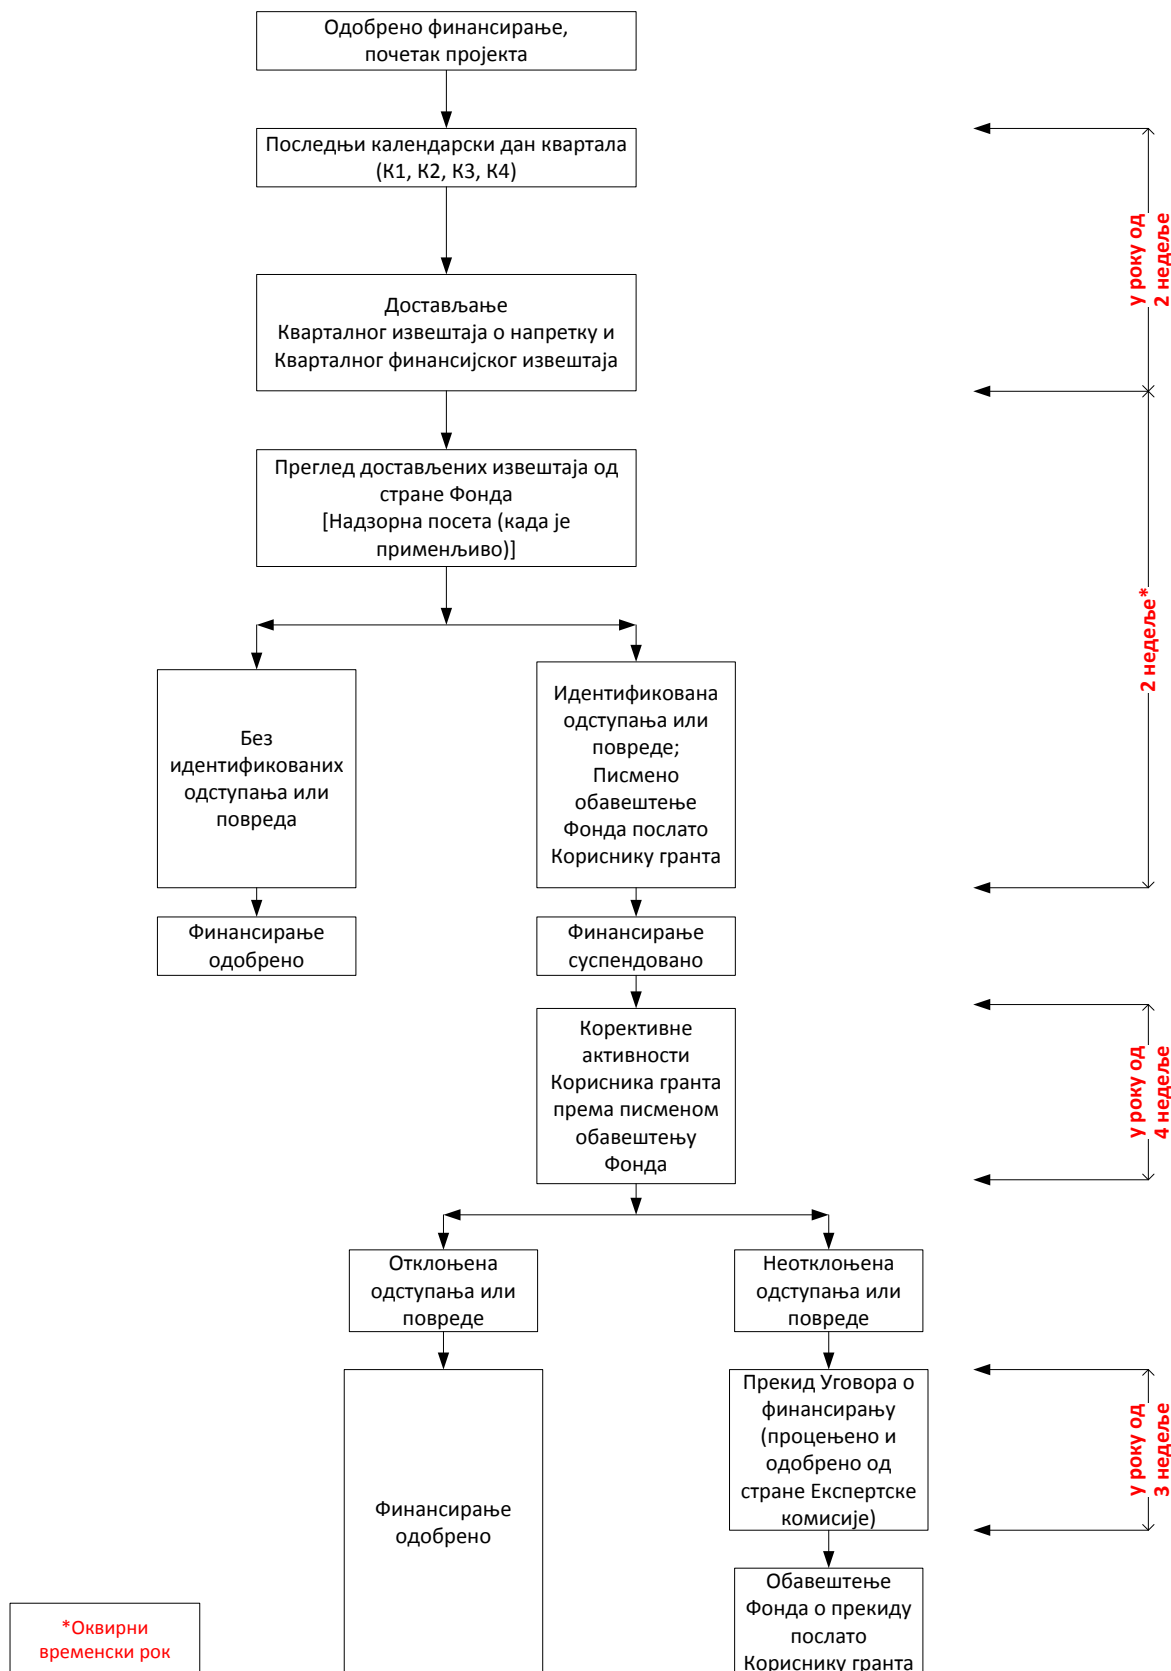 Одобрено финансирање,
почетак пројекта
Последњи календарски дан квартала
(К1, К2, К3, К4)
у року од
2 недеље
Достављање
Кварталног извештаја о напретку и
Кварталног финансијског извештаја
Преглед достављених извештаја од
стране Фонда
[Надзорна посета (када је
применљиво)]
2 недеље*
Без
идентификованих
одступања или
повреда
Идентификована
одступања или
повреде;
Писмено
обавештење
Фонда послато
Кориснику гранта
Финансирање
одобрено
Финансирање
суспендовано
Корективне
активности
Корисника гранта
према писменом
обавештењу
Фонда
у року од
4 недеље
Отклоњена
одступања или
повреде
Неотклоњена
одступања или
повреде
Финансирање
одобрено
Прекид Уговора о
финансирању
(процењено и
одобрено од
стране Експертске
комисије)
у року од
3 недеље
Обавештење
Фонда о прекиду
послато
Кориснику гранта
*Оквирни
временски рок